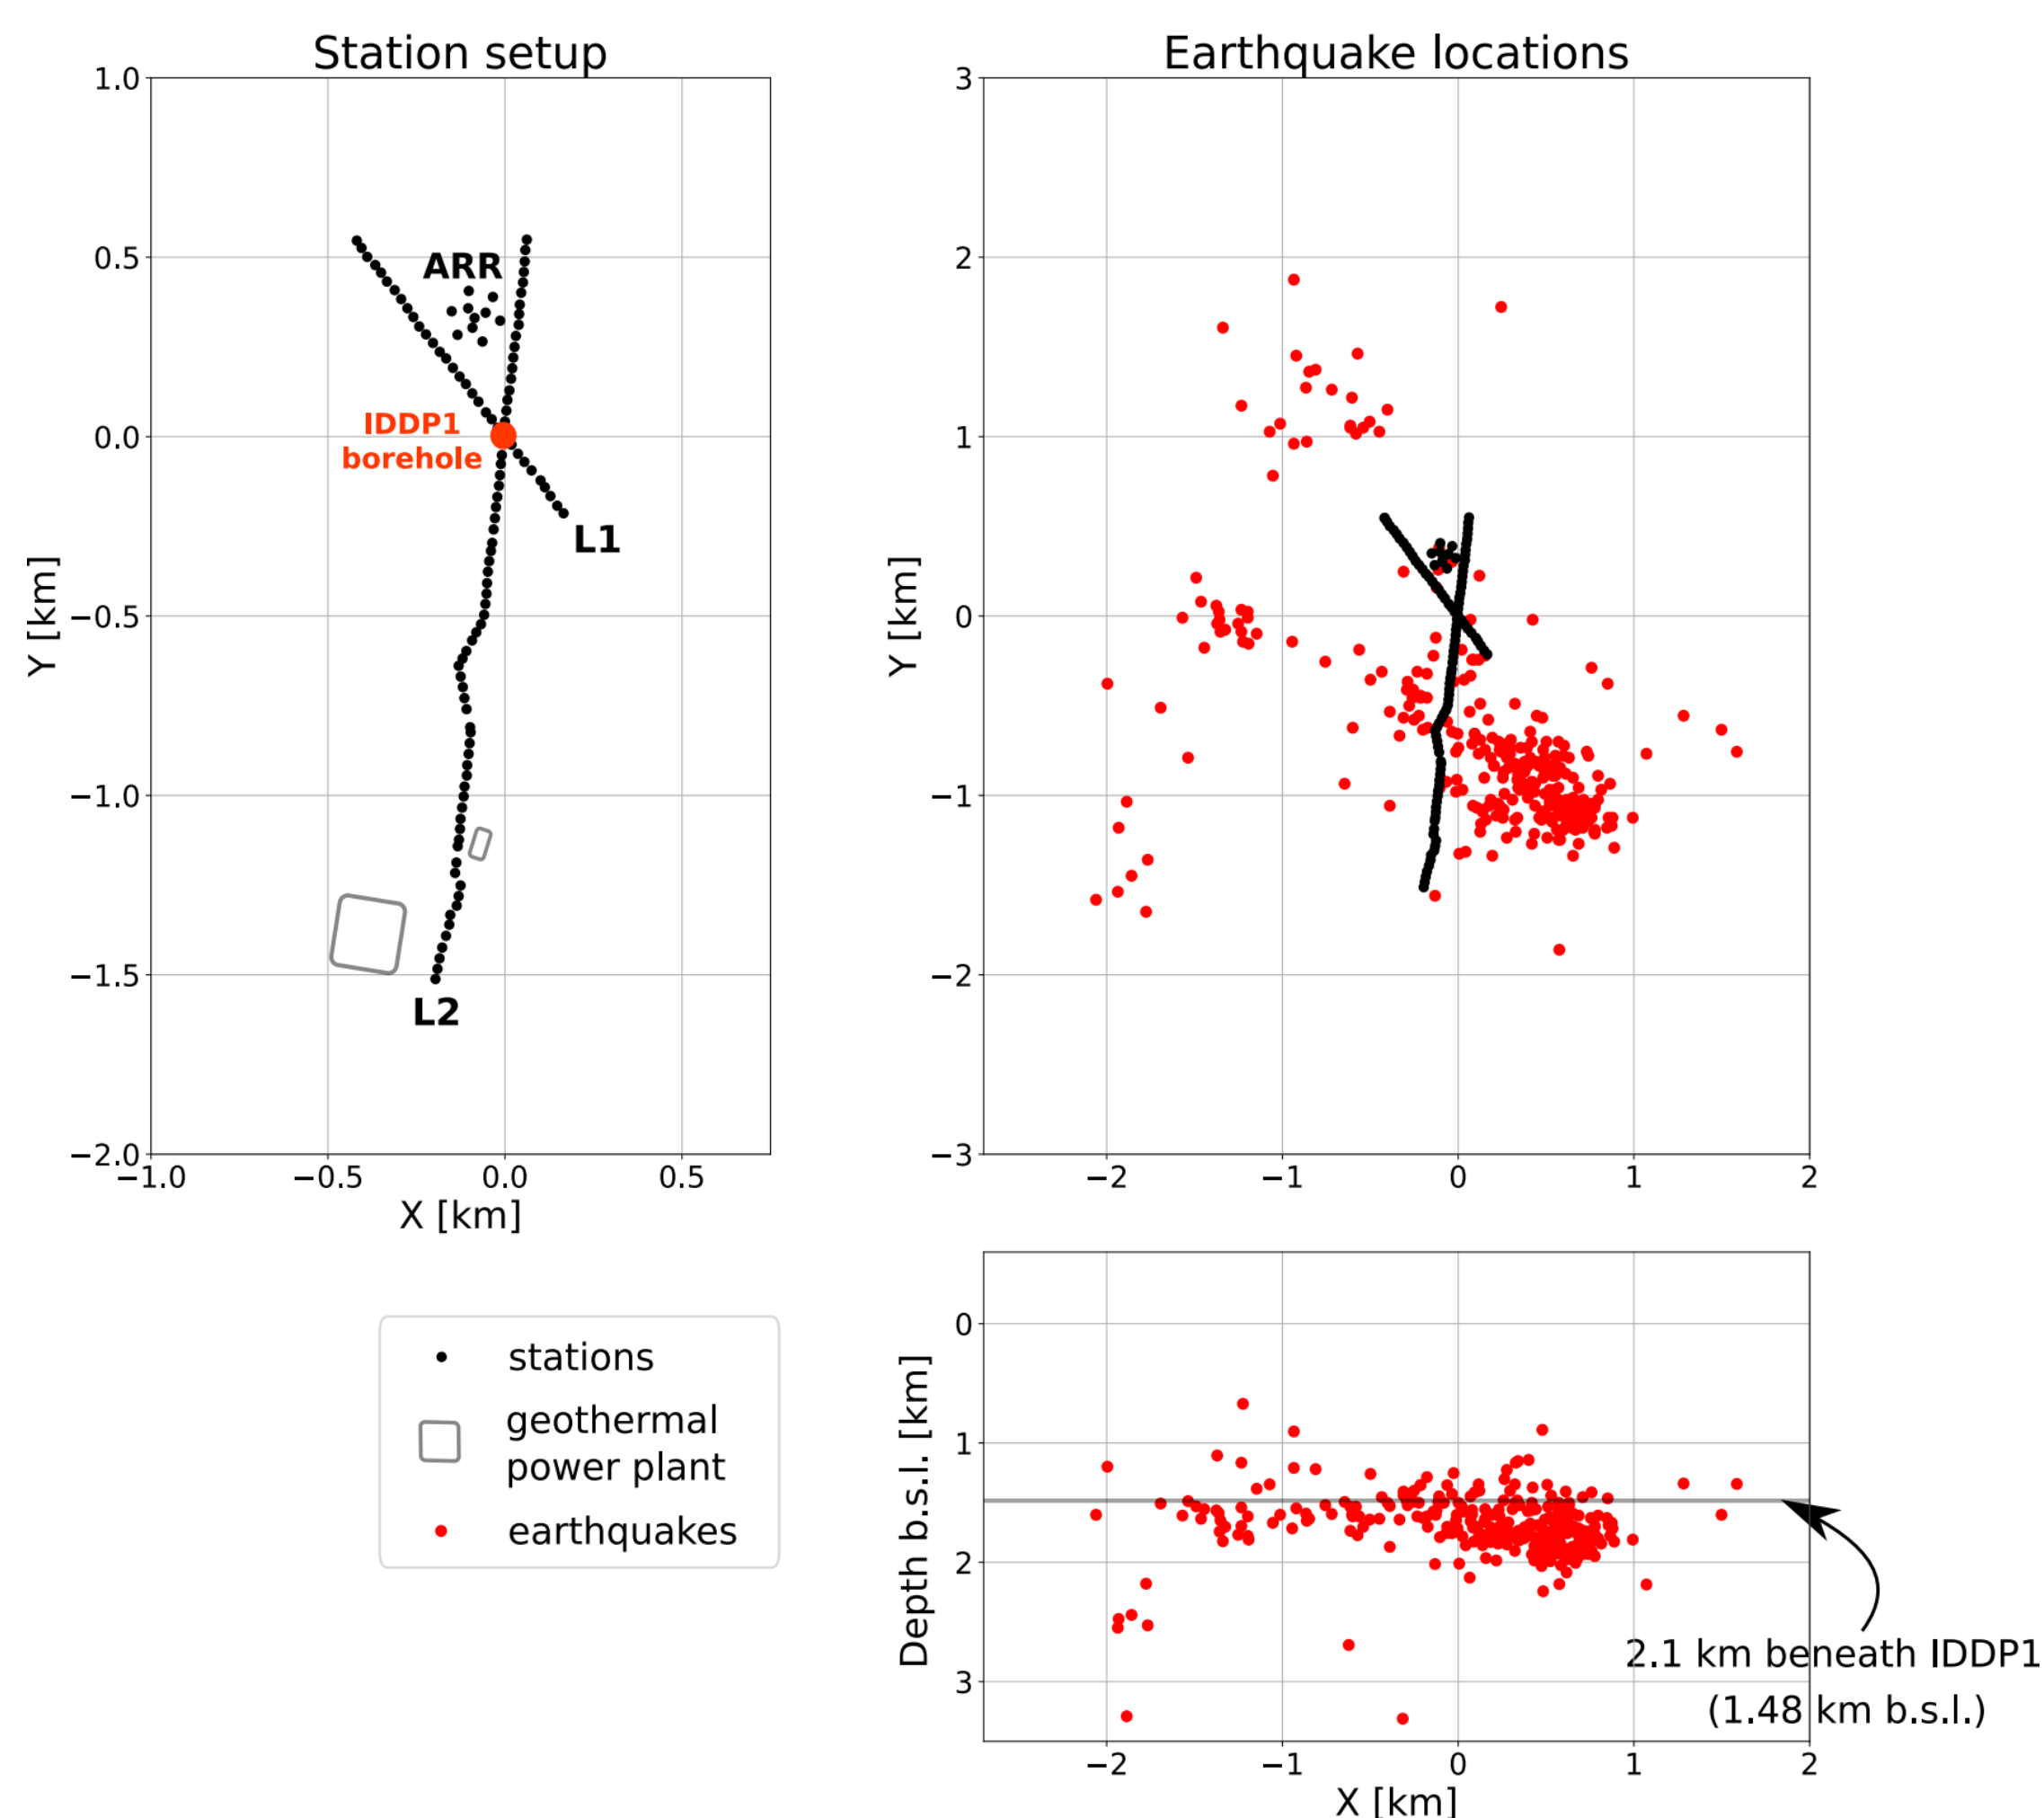 Station setup
1.0
0.5
0.0
−0.5
−1.0
−1.5
−2.0
Y [km]
ARR
IDDP1
borehole
L1
L2
−1.0
−0.5
0.0
0.5
X [km]
Earthquake locations
3
2
1
0
−1
−2
−3
Y [km]
−2
−1
0
1
2
stations
geothermal
power plant
earthquakes
0
1
2
3
Depth b.s.l. [km]
2.1 km beneath IDDP1
(1.48 km b.s.l.)
−2
−1
0
1
2
X [km]